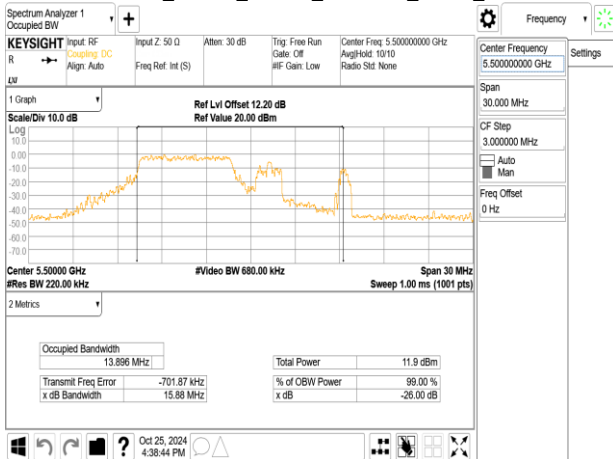 Spectrum Analyzer 1
Occupied BW
Frequency
KEYSIGHT
Input: RF
Coupling: DC
Align: Auto
Input Z: 50 Ω
Freq Ref: Int (S)
Atten: 30 dB
Trig: Free Run
Gate: Off
#IF Gain: Low
Center Freq: 5.500000000 GHz
Avg|Hold: 10/10
Radio Std: None
R
Center Frequency
5.500000000 GHz
Settings
Span
30.000 MHz
CF Step
3.000000 MHz
Auto
Man
Freq Offset
0 Hz
1 Graph
Scale/Div 10.0 dB
Ref Lvl Offset 12.20 dB
Ref Value 20.00 dBm
Log
10.0
0.00
-10.0
-20.0
-30.0
-40.0
-50.0
-60.0
-70.0
Center 5.50000 GHz
#Res BW 220.00 kHz
#Video BW 680.00 kHz
Span 30 MHz
Sweep 1.00 ms (1001 pts)
2 Metrics
Occupied Bandwidth
13.896 MHz
Total Power 11.9 dBm
Transmit Freq Error -701.87 kHz
% of OBW Power 99.00 %
x dB Bandwidth 15.88 MHz
x dB -26.00 dB
?
Oct 25, 2024
4:38:44 PM